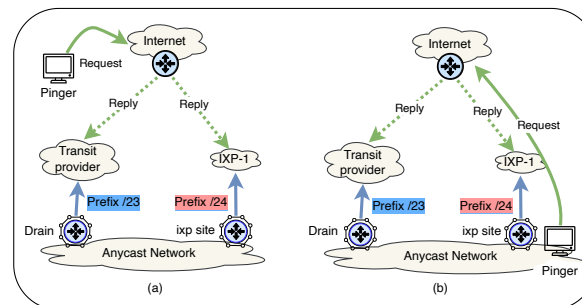 Internet
Request
Pinger
Reply
Reply
Transit
provider
IXP-1
Prefix /23
Prefix /24
Drain
ixp site
Anycast Network
(a)
Internet
Reply
Reply
Request
Transit
provider
IXP-1
Prefix /23
Prefix /24
Drain
ixp site
Anycast Network
Pinger
(b)